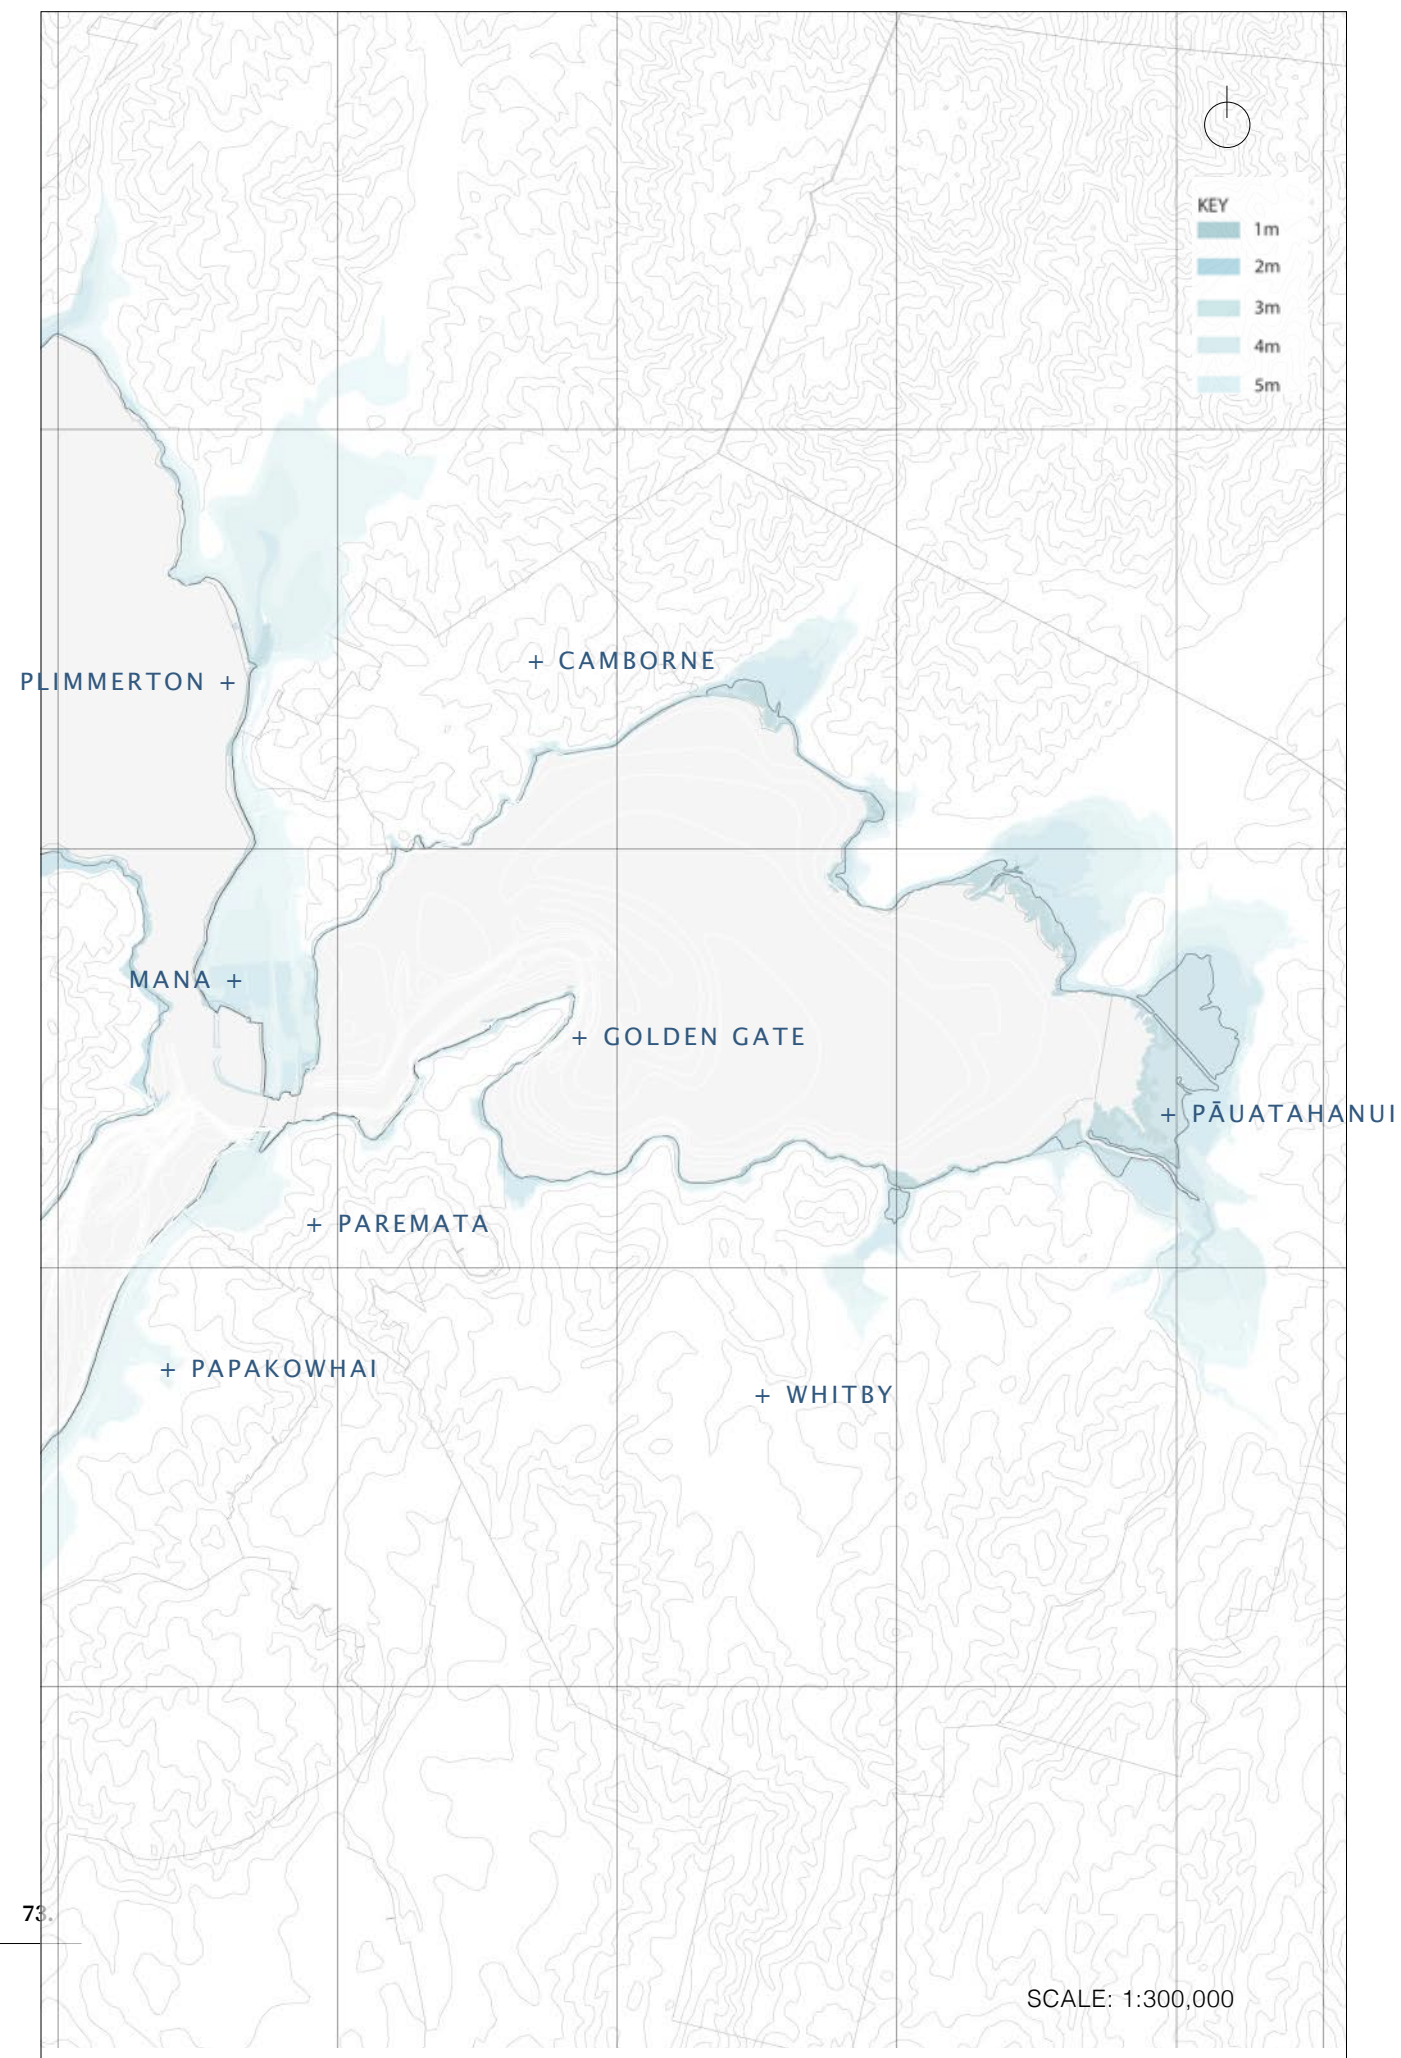 KEY
1m
2m
3m
4m
5m
+ CAMBORNE
PLIMMERTON +
MANA +
+ GOLDEN GATE
+ PĀUATAHANUI
+ PAREMATA
+ PAPAKOWHAI
+ WHITBY
73.
SCALE: 1:300,000